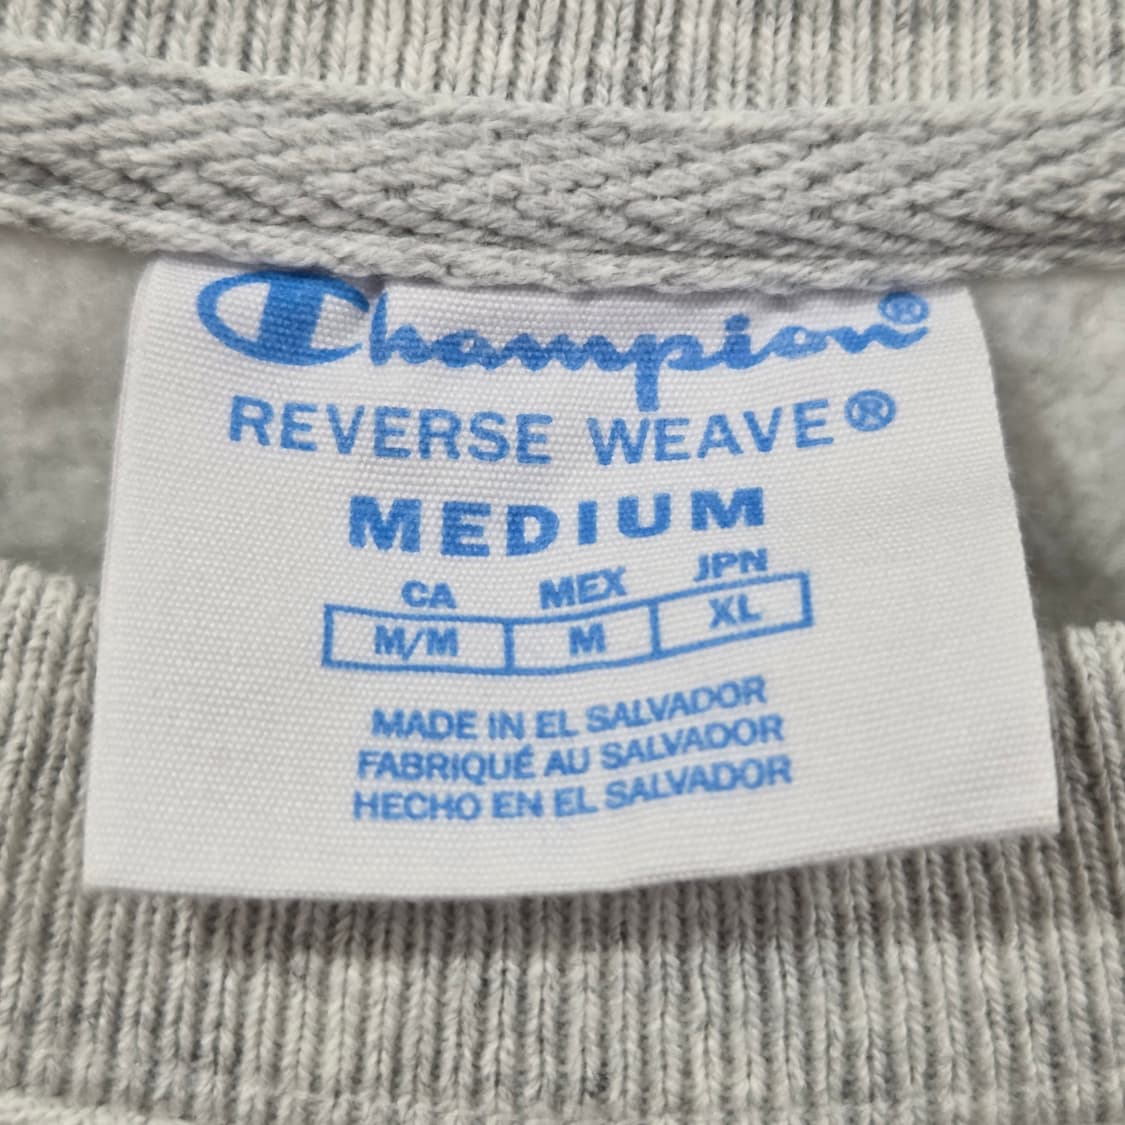 Champion®
REVERSE WEAVE®
MEDIUM
CA MEX JPN
M/M M XL
MADE IN EL SALVADOR
FABRIQUÉ AU SALVADOR
HECHO EN EL SALVADOR